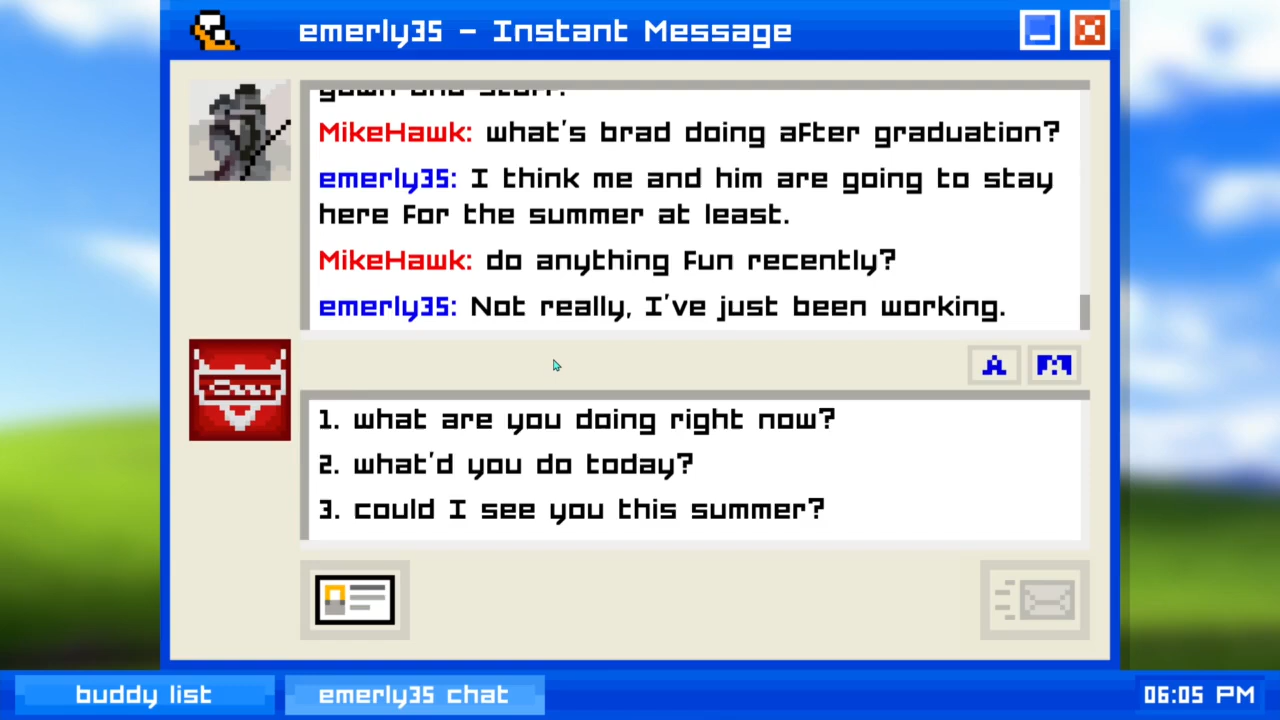 emerly35 - Instant Message
MikeHawk: what's brad doing after graduation?
emerly35: I think me and him are going to stay
here for the summer at least.
MikeHawk: do anything fun recently?
emerly35: Not really, I've just been working.
A
1. what are you doing right now?
2. what'd you do today?
3. could I see you this summer?
buddy list
emerly35 chat
06:05 PM